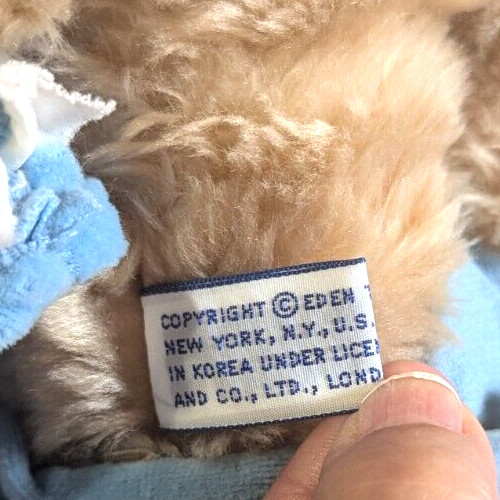 COPYRIGHT © EDEN
NEW YORK, N.Y., U.S.
IN KOREA UNDER LICE
AND CO., LTD., LOND